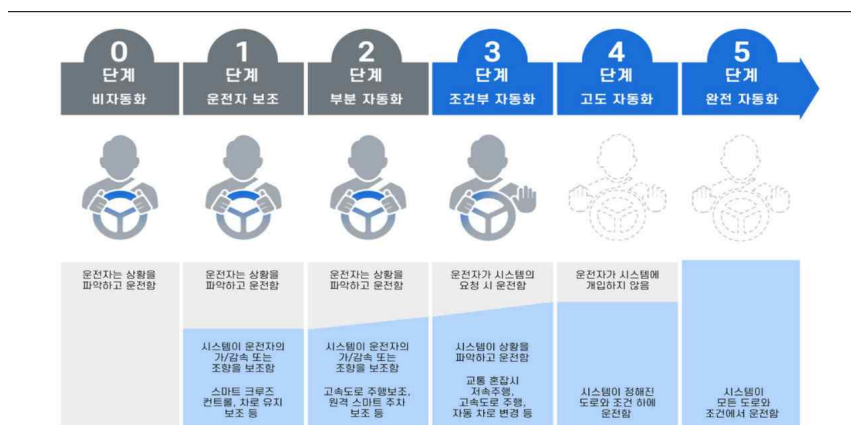 0
단계
비자동화
1
단계
운전자 보조
2
단계
부분 자동화
3
단계
조건부 자동화
4
단계
고도 자동화
5
단계
완전 자동화
운전자는 상황을
파악하고 운전함
운전자는 상황을
파악하고 운전함
시스템이 운전자의
가/감속 또는
조향을 보조함
스마트 크루즈
컨트롤, 차로 유지
보조 등
운전자는 상황을
파악하고 운전함
시스템이 운전자의
가/감속 또는
조향을 보조함
고속도로 주행보조,
원격 스마트 주차
보조 등
운전자가 시스템의
요청 시 운전함
시스템이 상황을
파악하고 운전함
교통 혼잡시
저속주행,
고속도로 주행,
자동 차로 변경 등
운전자가 시스템에
개입하지 않음
시스템이 정해진
도로와 조건 하에
운전함
시스템이
모든 도로와
조건에서 운전함